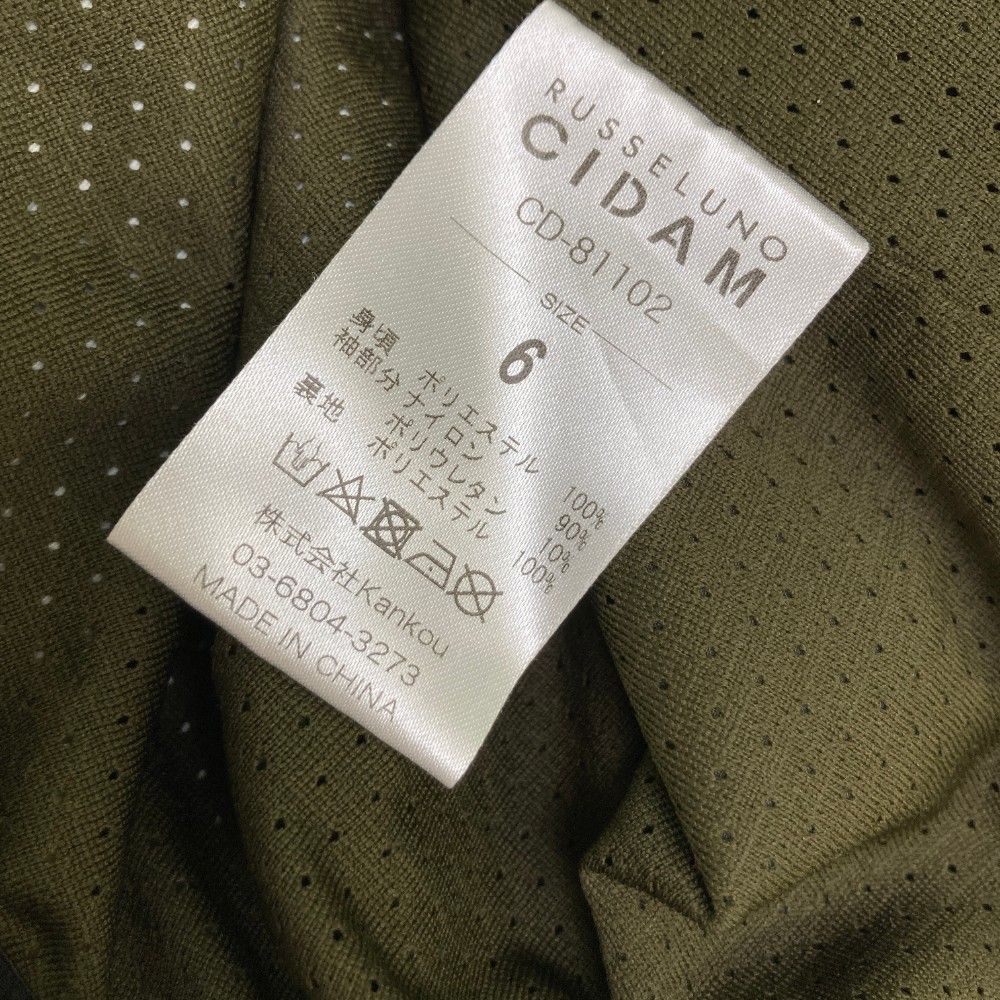 RUSSELUNO
CIDAM
CD-81102
SIZE
6
身頃 ポリエステル 100%
袖部分 ナイロン 90%
ポリウレタン 10%
裏地 ポリエステル 100%
株式会社Kankou
03-6804-3273
MADE IN CHINA